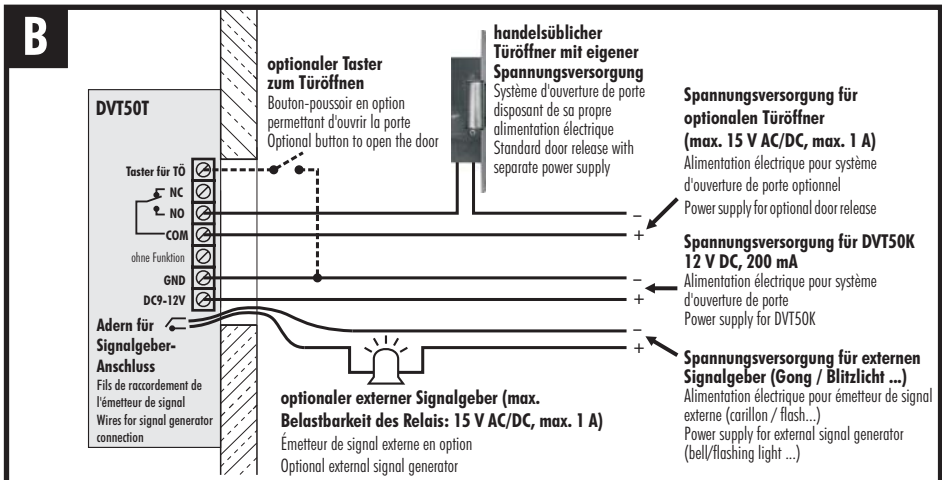 B
DVT50T
Taster für TÖ
NC
NO
COM
ohne Funktion
GND
DC9-12V
Adern für
Signalgeber-
Anschluss
Fils de raccordement de
l'émetteur de signal
Wires for signal generator
connection
optionaler Taster
zum Türöffnen
Bouton-poussoir en option
permettant d'ouvrir la porte
Optional button to open the door
handelsüblicher
Türöffner mit eigener
Spannungsversorgung
Système d'ouverture de porte
disposant de sa propre
alimentation électrique
Standard door release with
separate power supply
Spannungsversorgung für
optionalen Türöffner
(max. 15 V AC/DC, max. 1 A)
Alimentation électrique pour système
d'ouverture de porte optionnel
Power supply for optional door release
–
+
Spannungsversorgung für DVT50K
12 V DC, 200 mA
Alimentation électrique pour système
d'ouverture de porte
Power supply for DVT50K
–
+
–
+
Spannungsversorgung für externen
Signalgeber (Gong / Blitzlicht ...)
Alimentation électrique pour émetteur de signal
externe (carillon / flash...)
Power supply for external signal generator
(bell/flashing light ...)
optionaler externer Signalgeber (max.
Belastbarkeit des Relais: 15 V AC/DC, max. 1 A)
Émetteur de signal externe en option
Optional external signal generator